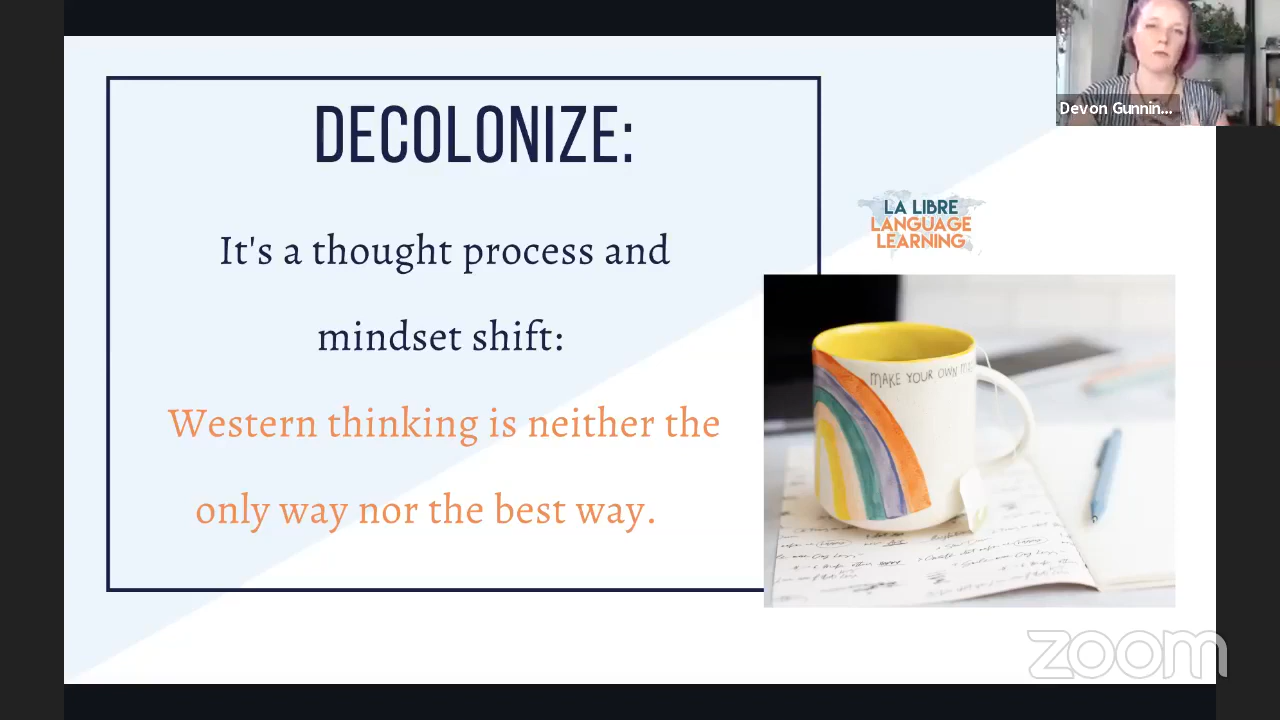 DECOLONIZE:
It's a thought process and
mindset shift:
Western thinking is neither the
only way nor the best way.
Devon Gunnin...
LA LIBRE
LANGUAGE
LEARNING
MAKE YOUR OWN
zoom